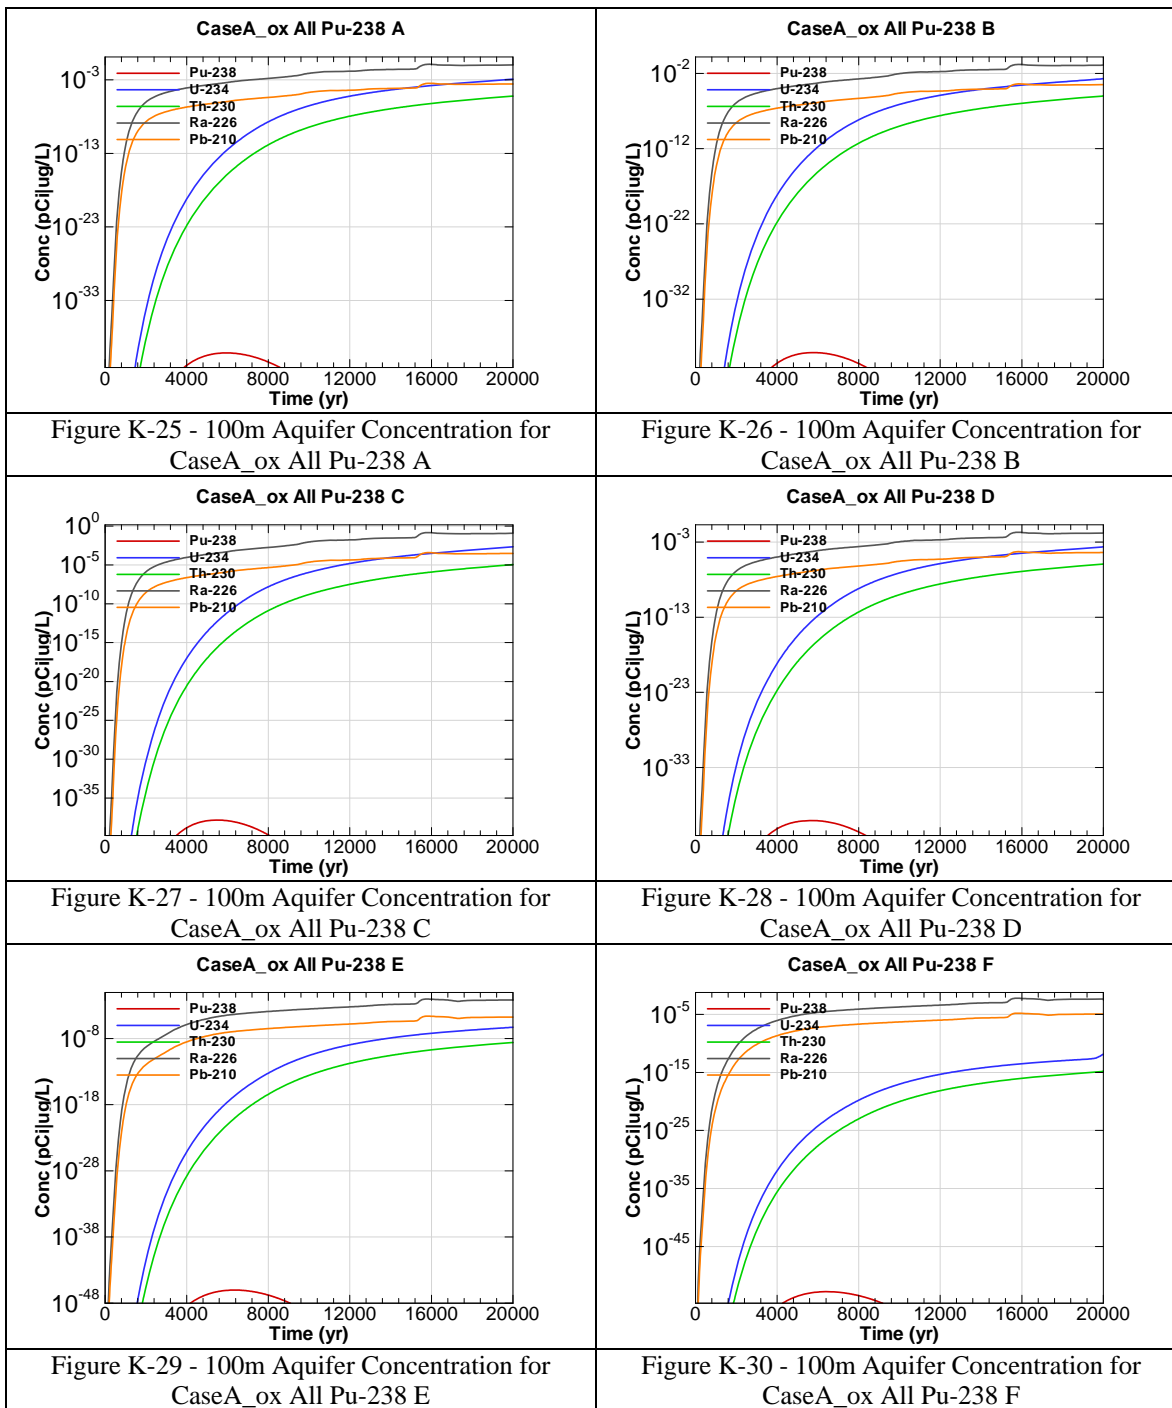 CaseA_ox All Pu-238 A
Conc (pCi|ug/L)
10-3
10-13
10-23
10-33
Pu-238
U-234
Th-230
Ra-226
Pb-210
0 4000 8000 12000 16000 20000
Time (yr)
Figure K-25 - 100m Aquifer Concentration for
CaseA_ox All Pu-238 A
CaseA_ox All Pu-238 B
Conc (pCi|ug/L)
10-2
10-12
10-22
10-32
Pu-238
U-234
Th-230
Ra-226
Pb-210
0 4000 8000 12000 16000 20000
Time (yr)
Figure K-26 - 100m Aquifer Concentration for
CaseA_ox All Pu-238 B
CaseA_ox All Pu-238 C
Conc (pCi|ug/L)
100
10-5
10-10
10-15
10-20
10-25
10-30
10-35
Pu-238
U-234
Th-230
Ra-226
Pb-210
0 4000 8000 12000 16000 20000
Time (yr)
Figure K-27 - 100m Aquifer Concentration for
CaseA_ox All Pu-238 C
CaseA_ox All Pu-238 D
Conc (pCi|ug/L)
10-3
10-13
10-23
10-33
Pu-238
U-234
Th-230
Ra-226
Pb-210
0 4000 8000 12000 16000 20000
Time (yr)
Figure K-28 - 100m Aquifer Concentration for
CaseA_ox All Pu-238 D
CaseA_ox All Pu-238 E
Conc (pCi|ug/L)
10-8
10-18
10-28
10-38
10-48
Pu-238
U-234
Th-230
Ra-226
Pb-210
0 4000 8000 12000 16000 20000
Time (yr)
Figure K-29 - 100m Aquifer Concentration for
CaseA_ox All Pu-238 E
CaseA_ox All Pu-238 F
Conc (pCi|ug/L)
10-5
10-15
10-25
10-35
10-45
Pu-238
U-234
Th-230
Ra-226
Pb-210
0 4000 8000 12000 16000 20000
Time (yr)
Figure K-30 - 100m Aquifer Concentration for
CaseA_ox All Pu-238 F